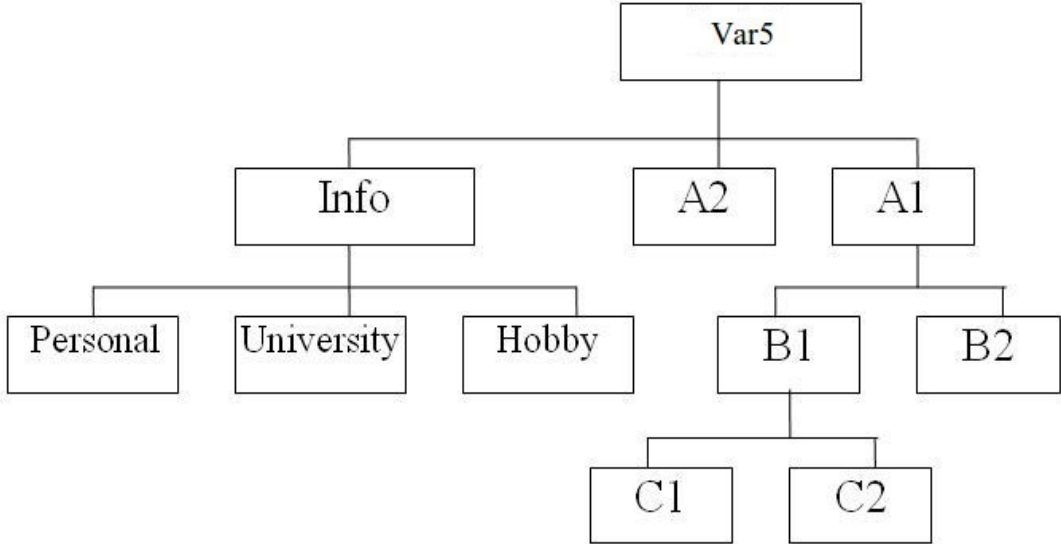 Var5
Info
A2
A1
Personal
University
Hobby
B1
B2
C1
C2